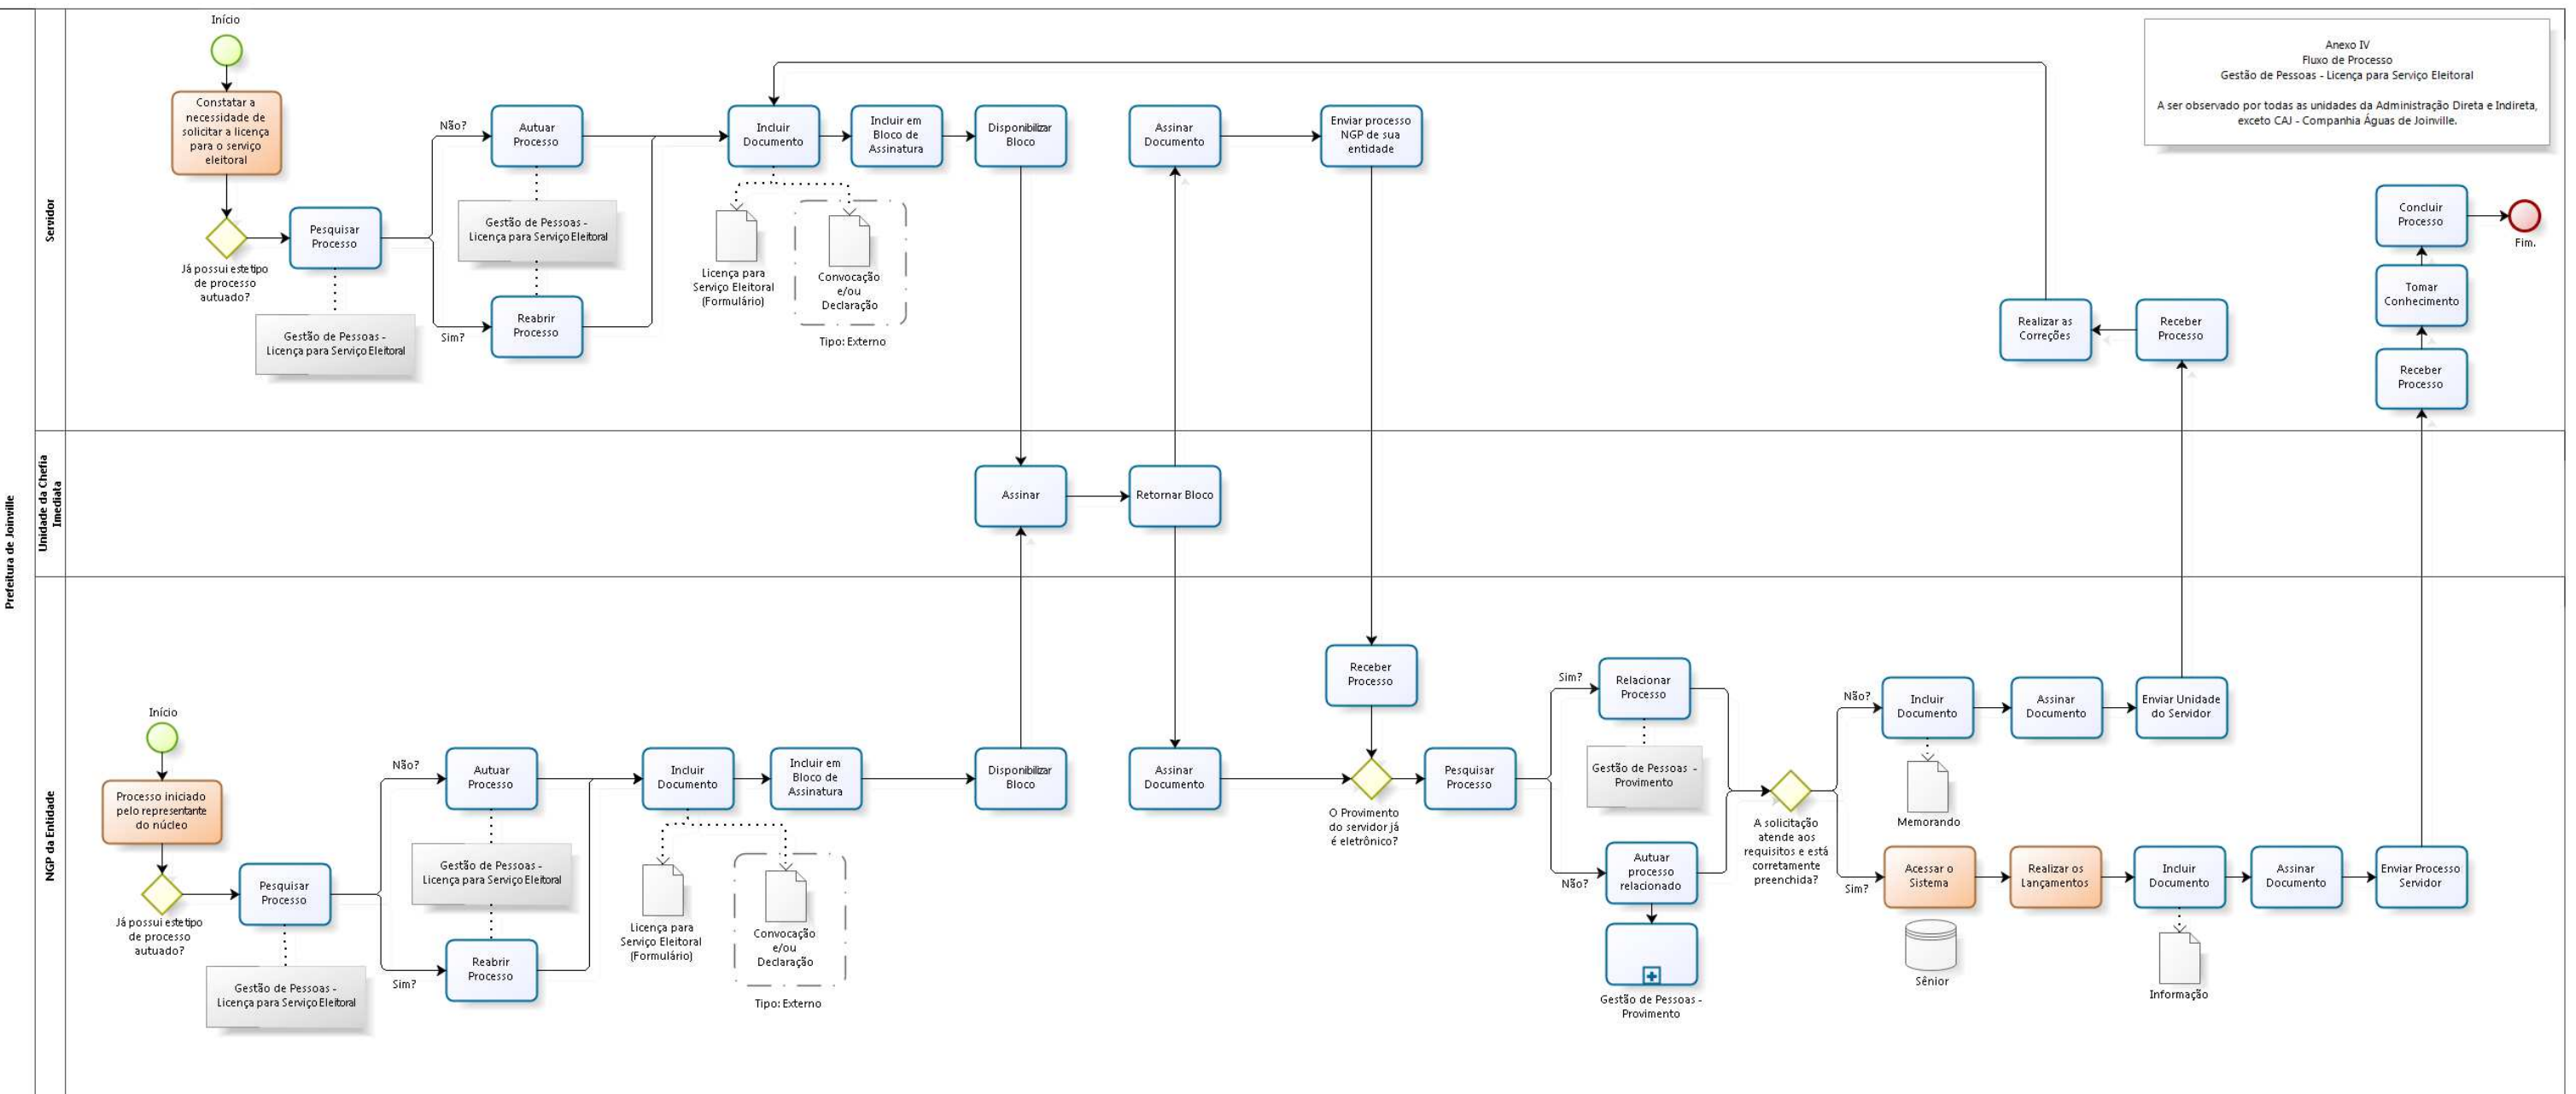 Prefeitura de Joinville
Servidor
Início
Constatar a
necessidade de
solicitar a licença
para o serviço
eleitoral
Já possui este tipo
de processo
autuado?
Pesquisar
Processo
Gestão de Pessoas -
Licença para Serviço Eleitoral
Não?
Autuar
Processo
Gestão de Pessoas -
Licença para Serviço Eleitoral
Sim?
Reabrir
Processo
Incluir
Documento
Licença para
Serviço Eleitoral
(Formulário)
Convocação
e/ou
Declaração
Tipo: Externo
Incluir em
Bloco de
Assinatura
Disponibilizar
Bloco
Assinar
Documento
Enviar processo
NGP de sua
entidade
Realizar as
Correções
Receber
Processo
Anexo IV
Fluxo de Processo
Gestão de Pessoas - Licença para Serviço Eleitoral
A ser observado por todas as unidades da Administração Direta e Indireta,
exceto CAJ - Companhia Águas de Joinville.
Concluir
Processo
Fim.
Tomar
Conhecimento
Receber
Processo
Unidade da Chefia
Imediata
Assinar
Retornar Bloco
NGP da Entidade
Início
Processo iniciado
pelo representante
do núcleo
Já possui este tipo
de processo
autuado?
Pesquisar
Processo
Gestão de Pessoas -
Licença para Serviço Eleitoral
Não?
Autuar
Processo
Gestão de Pessoas -
Licença para Serviço Eleitoral
Sim?
Reabrir
Processo
Incluir
Documento
Licença para
Serviço Eleitoral
(Formulário)
Convocação
e/ou
Declaração
Tipo: Externo
Incluir em
Bloco de
Assinatura
Disponibilizar
Bloco
Assinar
Documento
Receber
Processo
O Provimento
do servidor já
é eletrônico?
Pesquisar
Processo
Sim?
Relacionar
Processo
Gestão de Pessoas -
Provimento
Não?
Autuar
processo
relacionado
Gestão de Pessoas -
Provimento
A solicitação
atende aos
requisitos e está
corretamente
preenchida?
Não?
Incluir
Documento
Memorando
Assinar
Documento
Enviar Unidade
do Servidor
Sim?
Acessar o
Sistema
Sênior
Realizar os
Lançamentos
Incluir
Documento
Informação
Assinar
Documento
Enviar Processo
Servidor